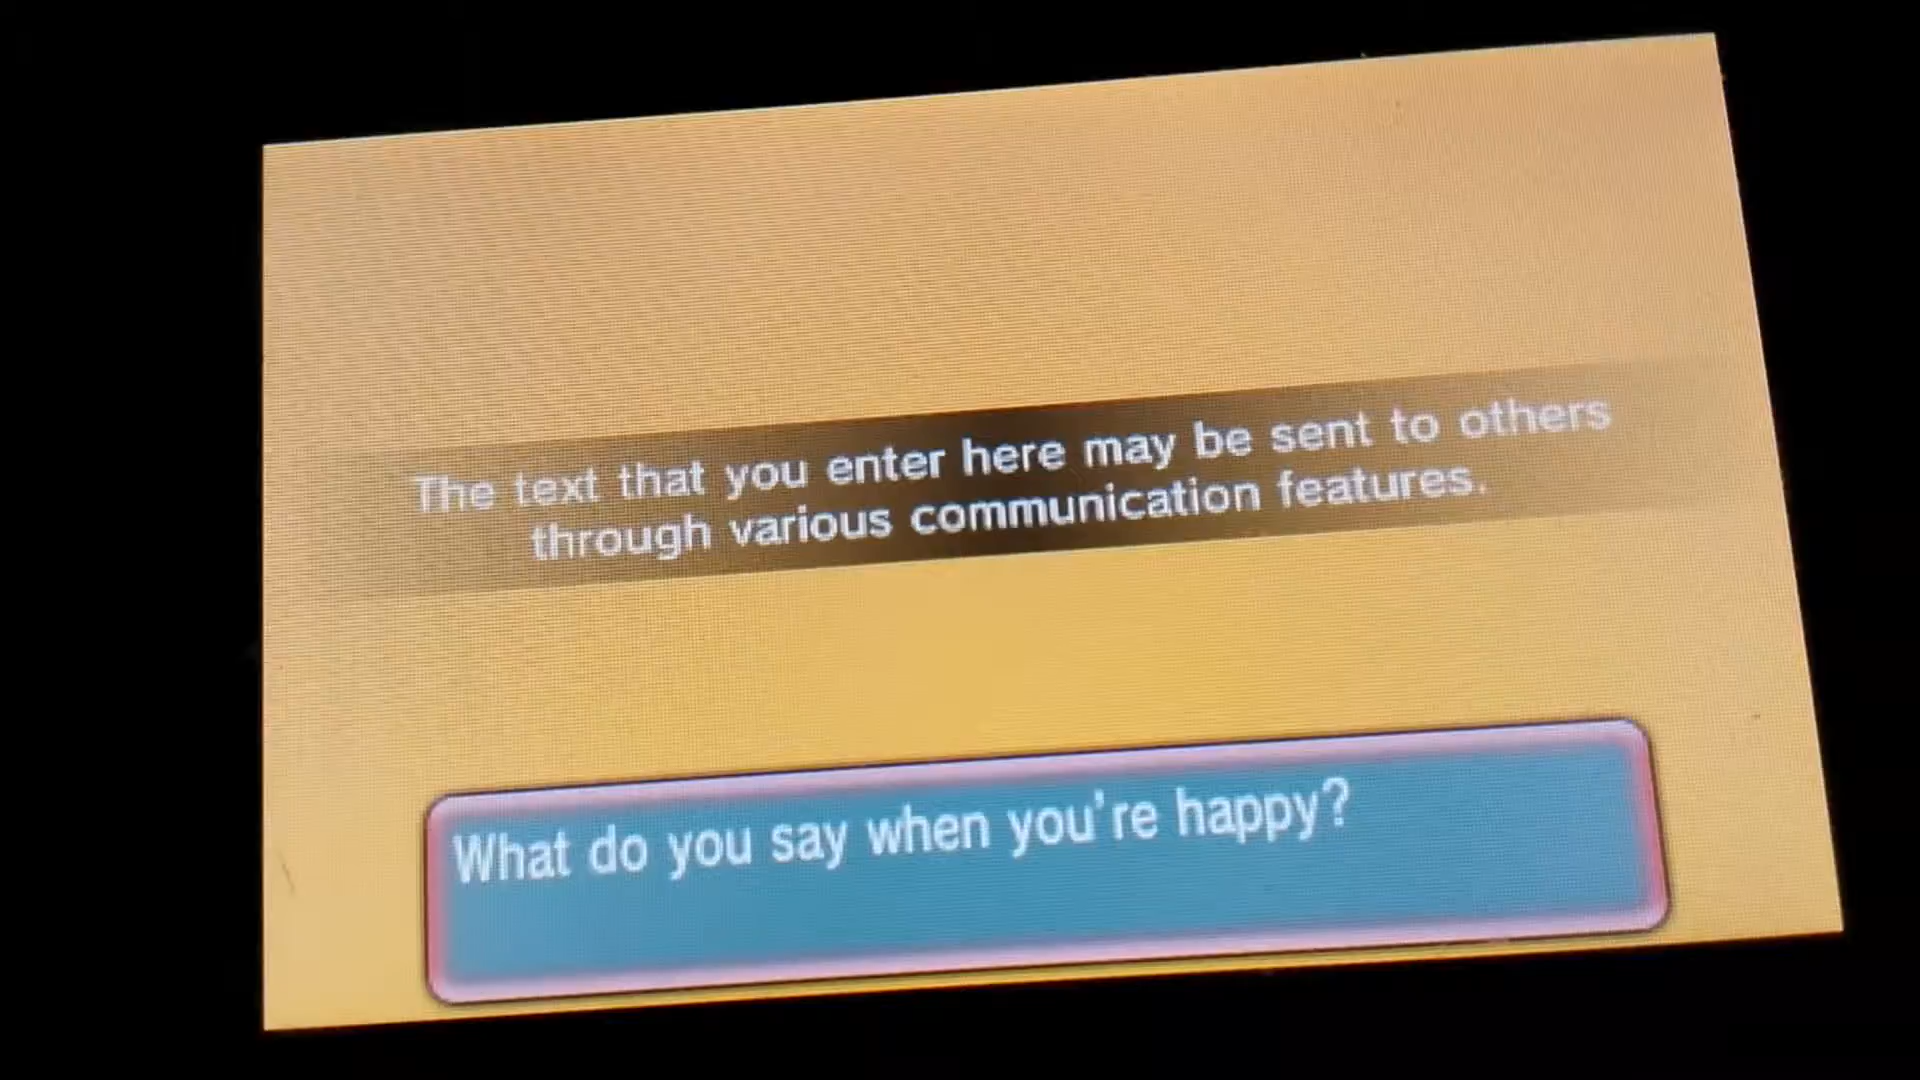 The text that you enter here may be sent to others
through various communication features.
What do you say when you're happy?